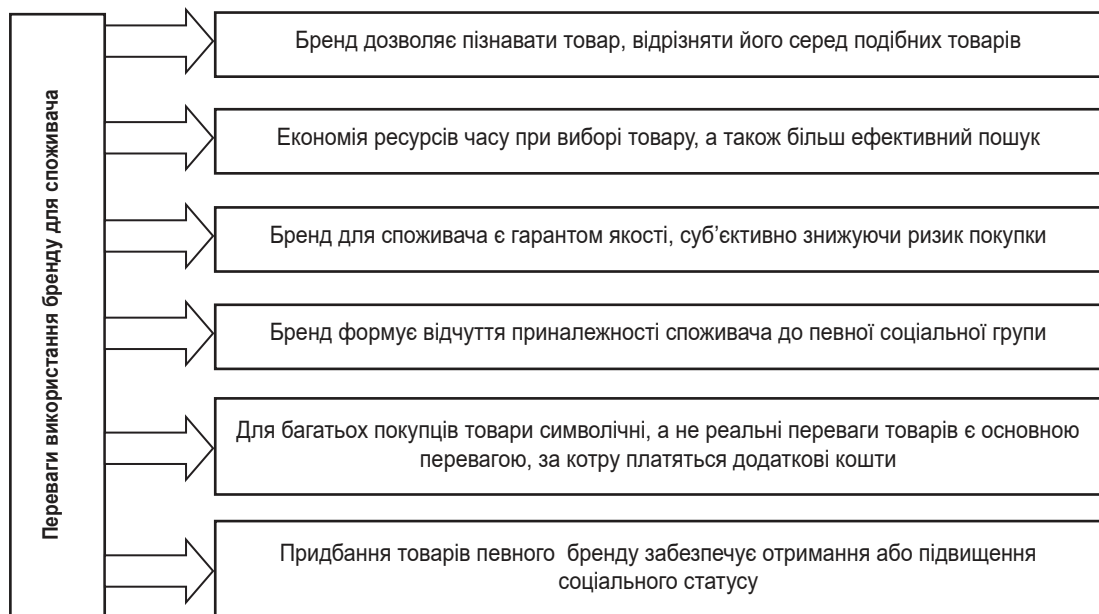 Переваги використання бренду для споживача
Бренд дозволяє пізнавати товар, відрізняти його серед подібних товарів
Економія ресурсів часу при виборі товару, а також більш ефективний пошук
Бренд для споживача є гарантом якості, суб’єктивно знижуючи ризик покупки
Бренд формує відчуття приналежності споживача до певної соціальної групи
Для багатьох покупців товари символічні, а не реальні переваги товарів є основною
перевагою, за котру платяться додаткові кошти
Придбання товарів певного бренду забезпечує отримання або підвищення
соціального статусу